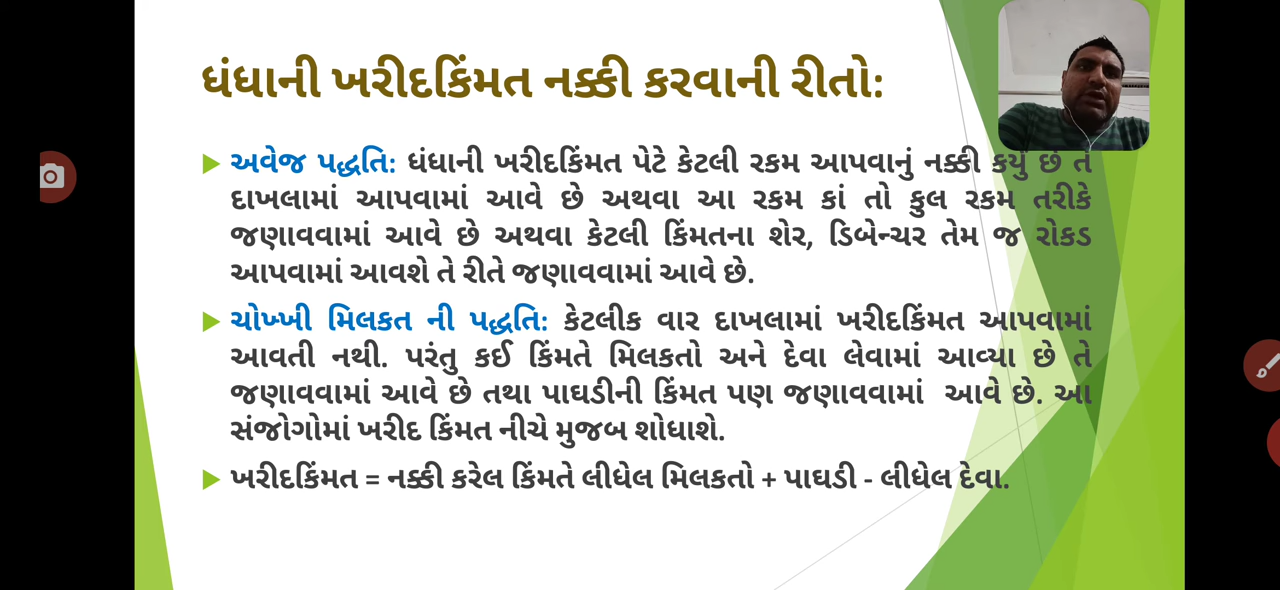 ધંધાની ખરીદકિંમત નક્કી કરવાની રીતો:
અવેજ પદ્ધતિ: ધંધાની ખરીદકિંમત પેટે કેટલી રકમ આપવાનું નક્કી કર્યું છે તે
દાખલામાં આપવામાં આવે છે અથવા આ રકમ કાં તો કુલ રકમ તરીકે
જણાવવામાં આવે છે અથવા કેટલી કિંમતના શેર, ડિબેન્ચર તેમ જ રોકડ
આપવામાં આવશે તે રીતે જણાવવામાં આવે છે.
ચોખ્ખી મિલકત ની પદ્ધતિ: કેટલીક વાર દાખલામાં ખરીદકિંમત આપવામાં
આવતી નથી. પરંતુ કઈ કિંમતે મિલકતો અને દેવા લેવામાં આવ્યા છે તે
જણાવવામાં આવે છે તથા પાઘડીની કિંમત પણ જણાવવામાં આવે છે. આ
સંજોગોમાં ખરીદ કિંમત નીચે મુજબ શોધાશે.
ખરીદકિંમત = નક્કી કરેલ કિંમતે લીધેલ મિલકતો + પાઘડી - લીધેલ દેવા.